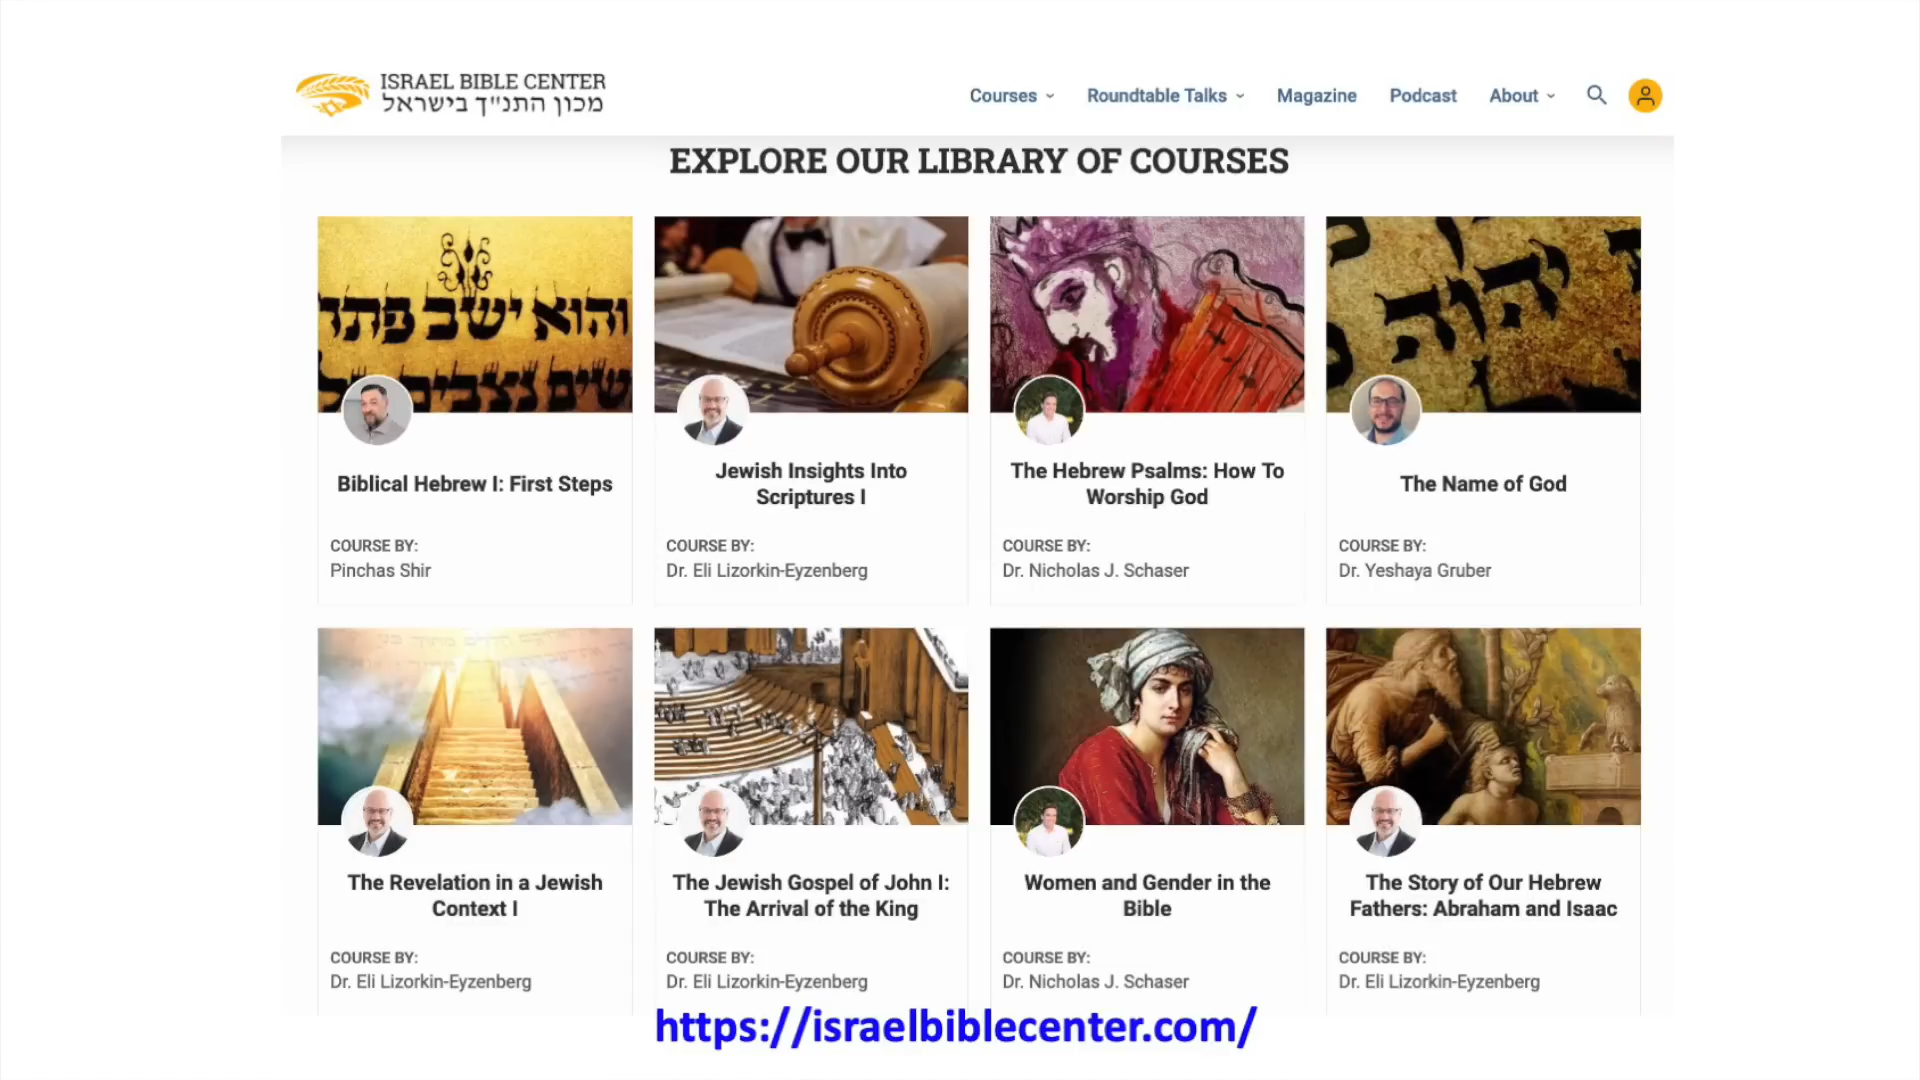 ISRAEL BIBLE CENTER
מכון התנ"ך בישראל
Courses
Roundtable Talks
Magazine
Podcast
About
EXPLORE OUR LIBRARY OF COURSES
והוא ישב פתח
יהוה
Biblical Hebrew I: First Steps
COURSE BY:
Pinchas Shir
Jewish Insights Into
Scriptures I
COURSE BY:
Dr. Eli Lizorkin-Eyzenberg
The Hebrew Psalms: How To
Worship God
COURSE BY:
Dr. Nicholas J. Schaser
The Name of God
COURSE BY:
Dr. Yeshaya Gruber
The Revelation in a Jewish
Context I
COURSE BY:
Dr. Eli Lizorkin-Eyzenberg
The Jewish Gospel of John I:
The Arrival of the King
COURSE BY:
Dr. Eli Lizorkin-Eyzenberg
Women and Gender in the
Bible
COURSE BY:
Dr. Nicholas J. Schaser
The Story of Our Hebrew
Fathers: Abraham and Isaac
COURSE BY:
Dr. Eli Lizorkin-Eyzenberg
https://israelbiblecenter.com/